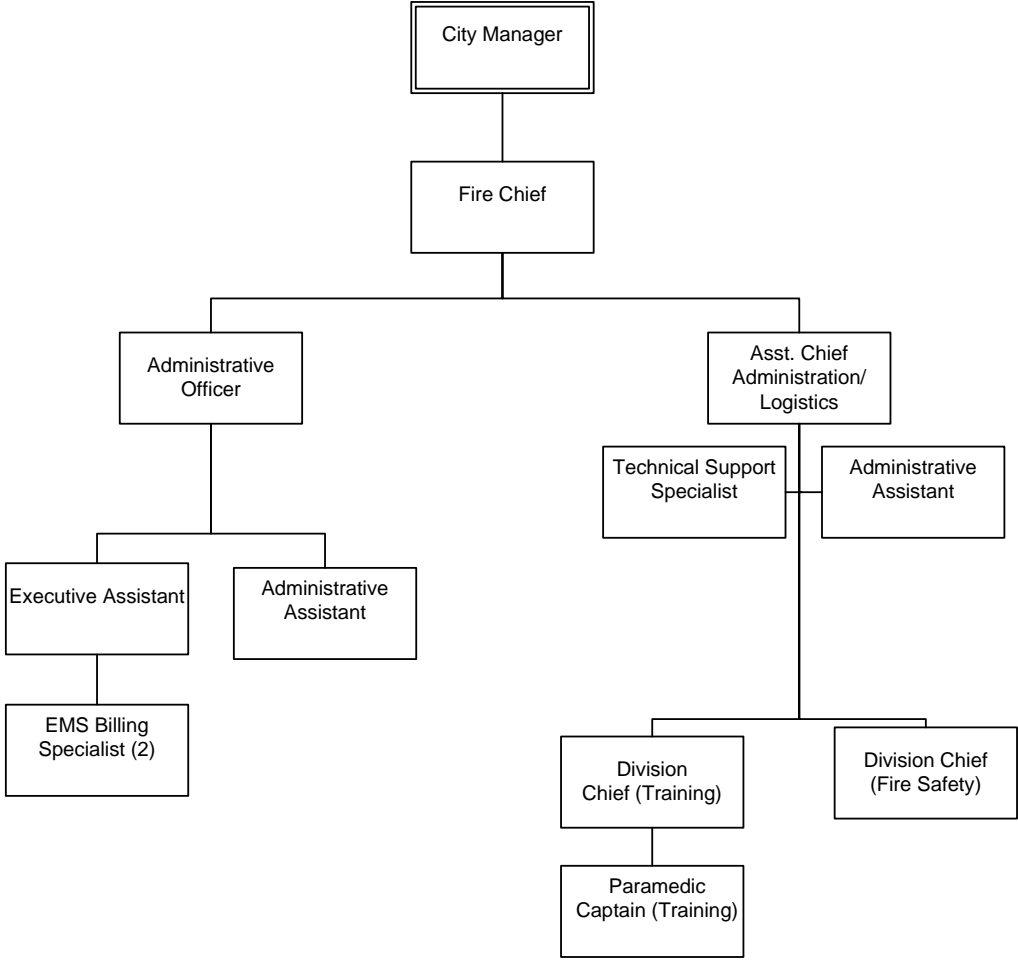 City Manager
Fire Chief
Administrative
Officer
Asst. Chief
Administration/
Logistics
Technical Support
Specialist
Administrative
Assistant
Executive Assistant
Administrative
Assistant
EMS Billing
Specialist (2)
Division
Chief (Training)
Division Chief
(Fire Safety)
Paramedic
Captain (Training)